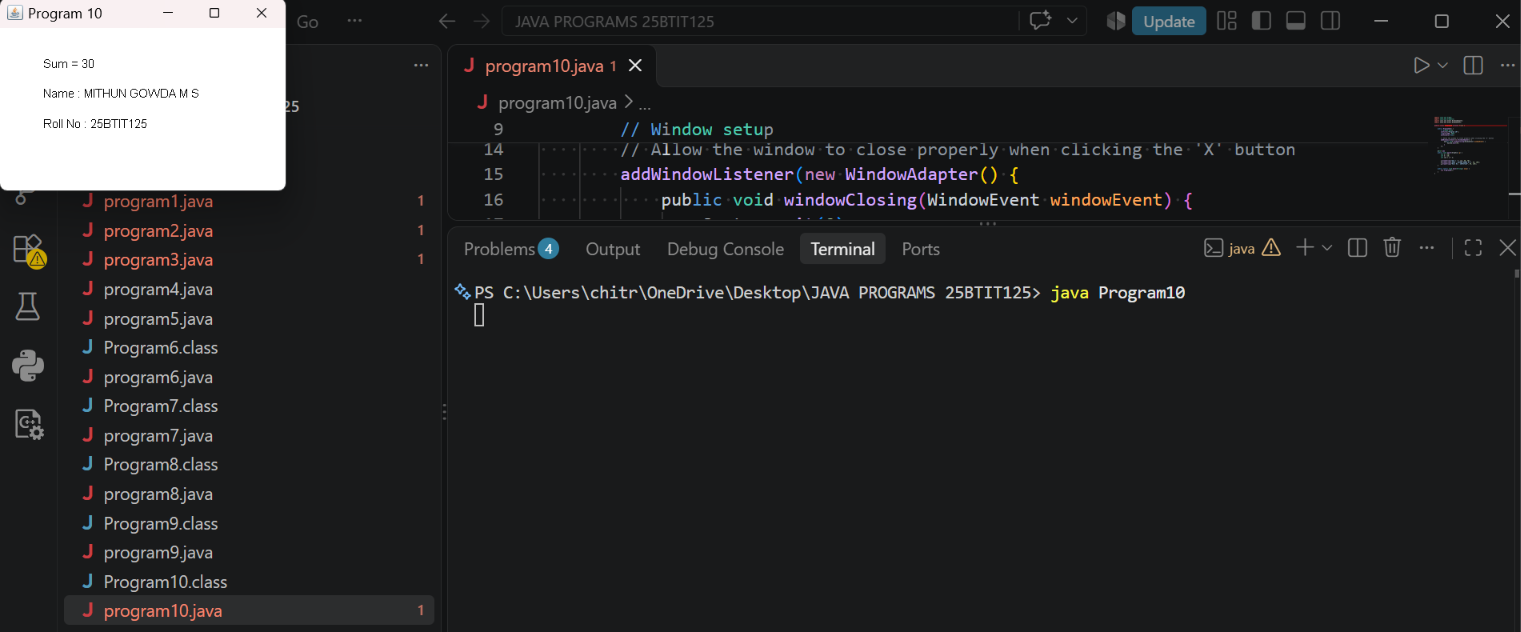 Program 10
Go
JAVA PROGRAMS 25BTIT125
Update
Sum = 30
Name : MITHUN GOWDA M S
Roll No : 25BTIT125
25
program1.java 1
program2.java 1
program3.java 1
program4.java
program5.java
Program6.class
program6.java
Program7.class
program7.java
Program8.class
program8.java
Program9.class
program9.java
Program10.class
program10.java 1
program10.java 1
program10.java > ...
9 // Window setup
14 // Allow the window to close properly when clicking the 'X' button
15 addWindowListener(new WindowAdapter() {
16 public void windowClosing(WindowEvent windowEvent) {
Problems 4 Output Debug Console Terminal Ports
java
PS C:\Users\chitr\OneDrive\Desktop\JAVA PROGRAMS 25BTIT125> java Program10